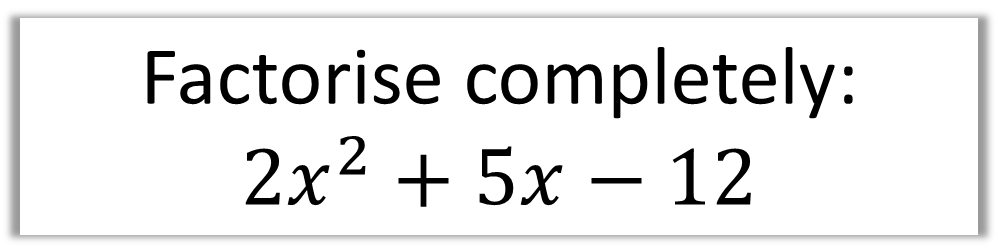 Factorise completely:
2x² + 5x − 12